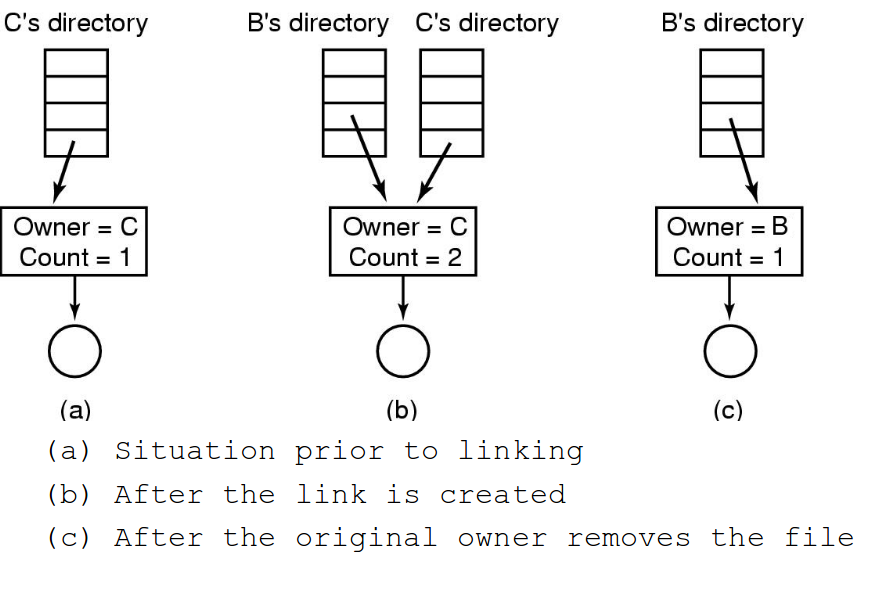 C's directory
B's directory C's directory
B's directory
Owner = C
Count = 1
Owner = C
Count = 2
Owner = B
Count = 1
(a)
(b)
(c)
(a) Situation prior to linking
(b) After the link is created
(c) After the original owner removes the file